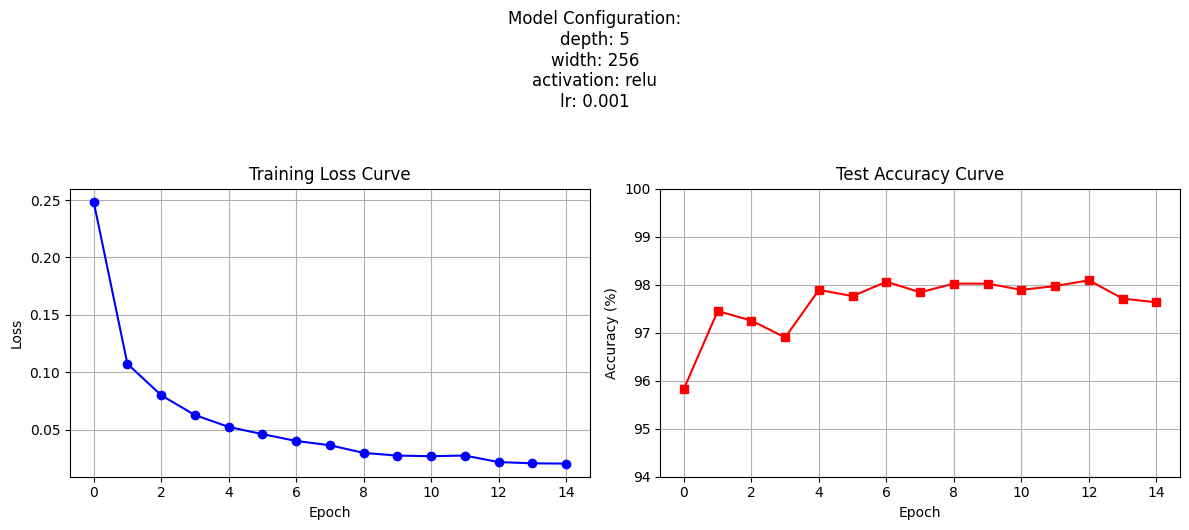 Model Configuration:
depth: 5
width: 256
activation: relu
lr: 0.001
Training Loss Curve
0.25
0.20
0.15
0.10
0.05
Loss
0 2 4 6 8 10 12 14
Epoch
Test Accuracy Curve
100
99
98
97
96
95
94
Accuracy (%)
0 2 4 6 8 10 12 14
Epoch